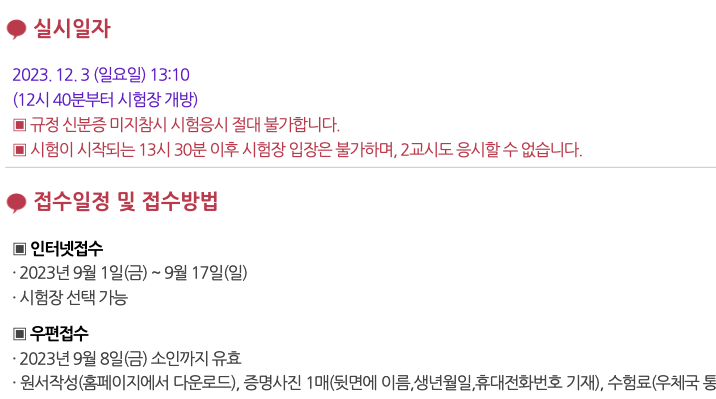 실시일자
2023. 12. 3 (일요일) 13:10
(12시 40분부터 시험장 개방)
▣ 규정 신분증 미지참시 시험응시 절대 불가합니다.
▣ 시험이 시작되는 13시 30분 이후 시험장 입장은 불가하며, 2교시도 응시할 수 없습니다.
접수일정 및 접수방법
▣ 인터넷접수
· 2023년 9월 1일(금) ~ 9월 17일(일)
· 시험장 선택 가능
▣ 우편접수
· 2023년 9월 8일(금) 소인까지 유효
· 원서작성(홈페이지에서 다운로드), 증명사진 1매(뒷면에 이름,생년월일,휴대전화번호 기재), 수험료(우체국 통